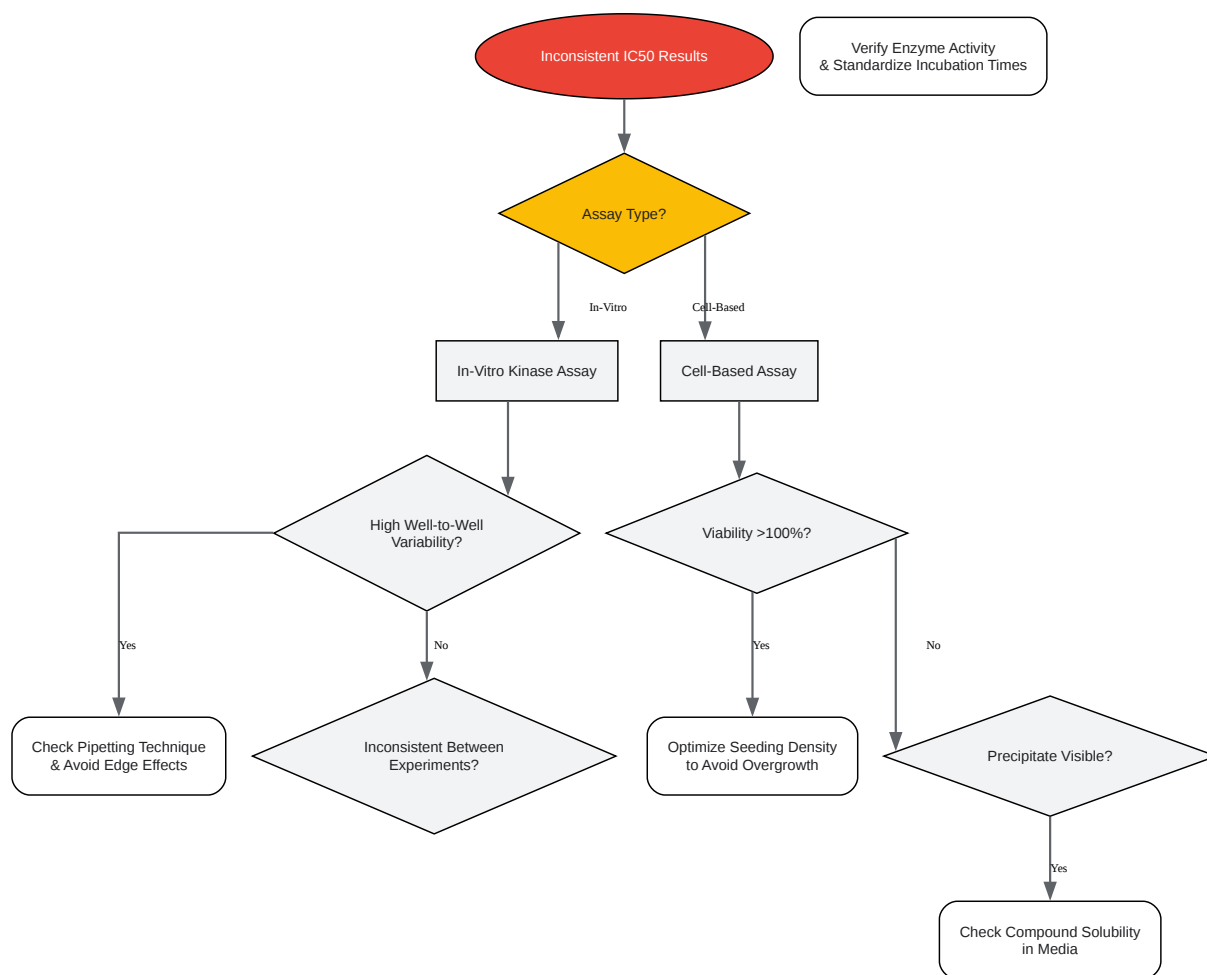 Inconsistent IC50 Results
Verify Enzyme Activity
& Standardize Incubation Times
Assay Type?
In-Vitro
Cell-Based
In-Vitro Kinase Assay
Cell-Based Assay
High Well-to-Well
Variability?
Viability >100%?
Yes
No
Yes
No
Check Pipetting Technique
& Avoid Edge Effects
Inconsistent Between
Experiments?
Optimize Seeding Density
to Avoid Overgrowth
Precipitate Visible?
Yes
Check Compound Solubility
in Media